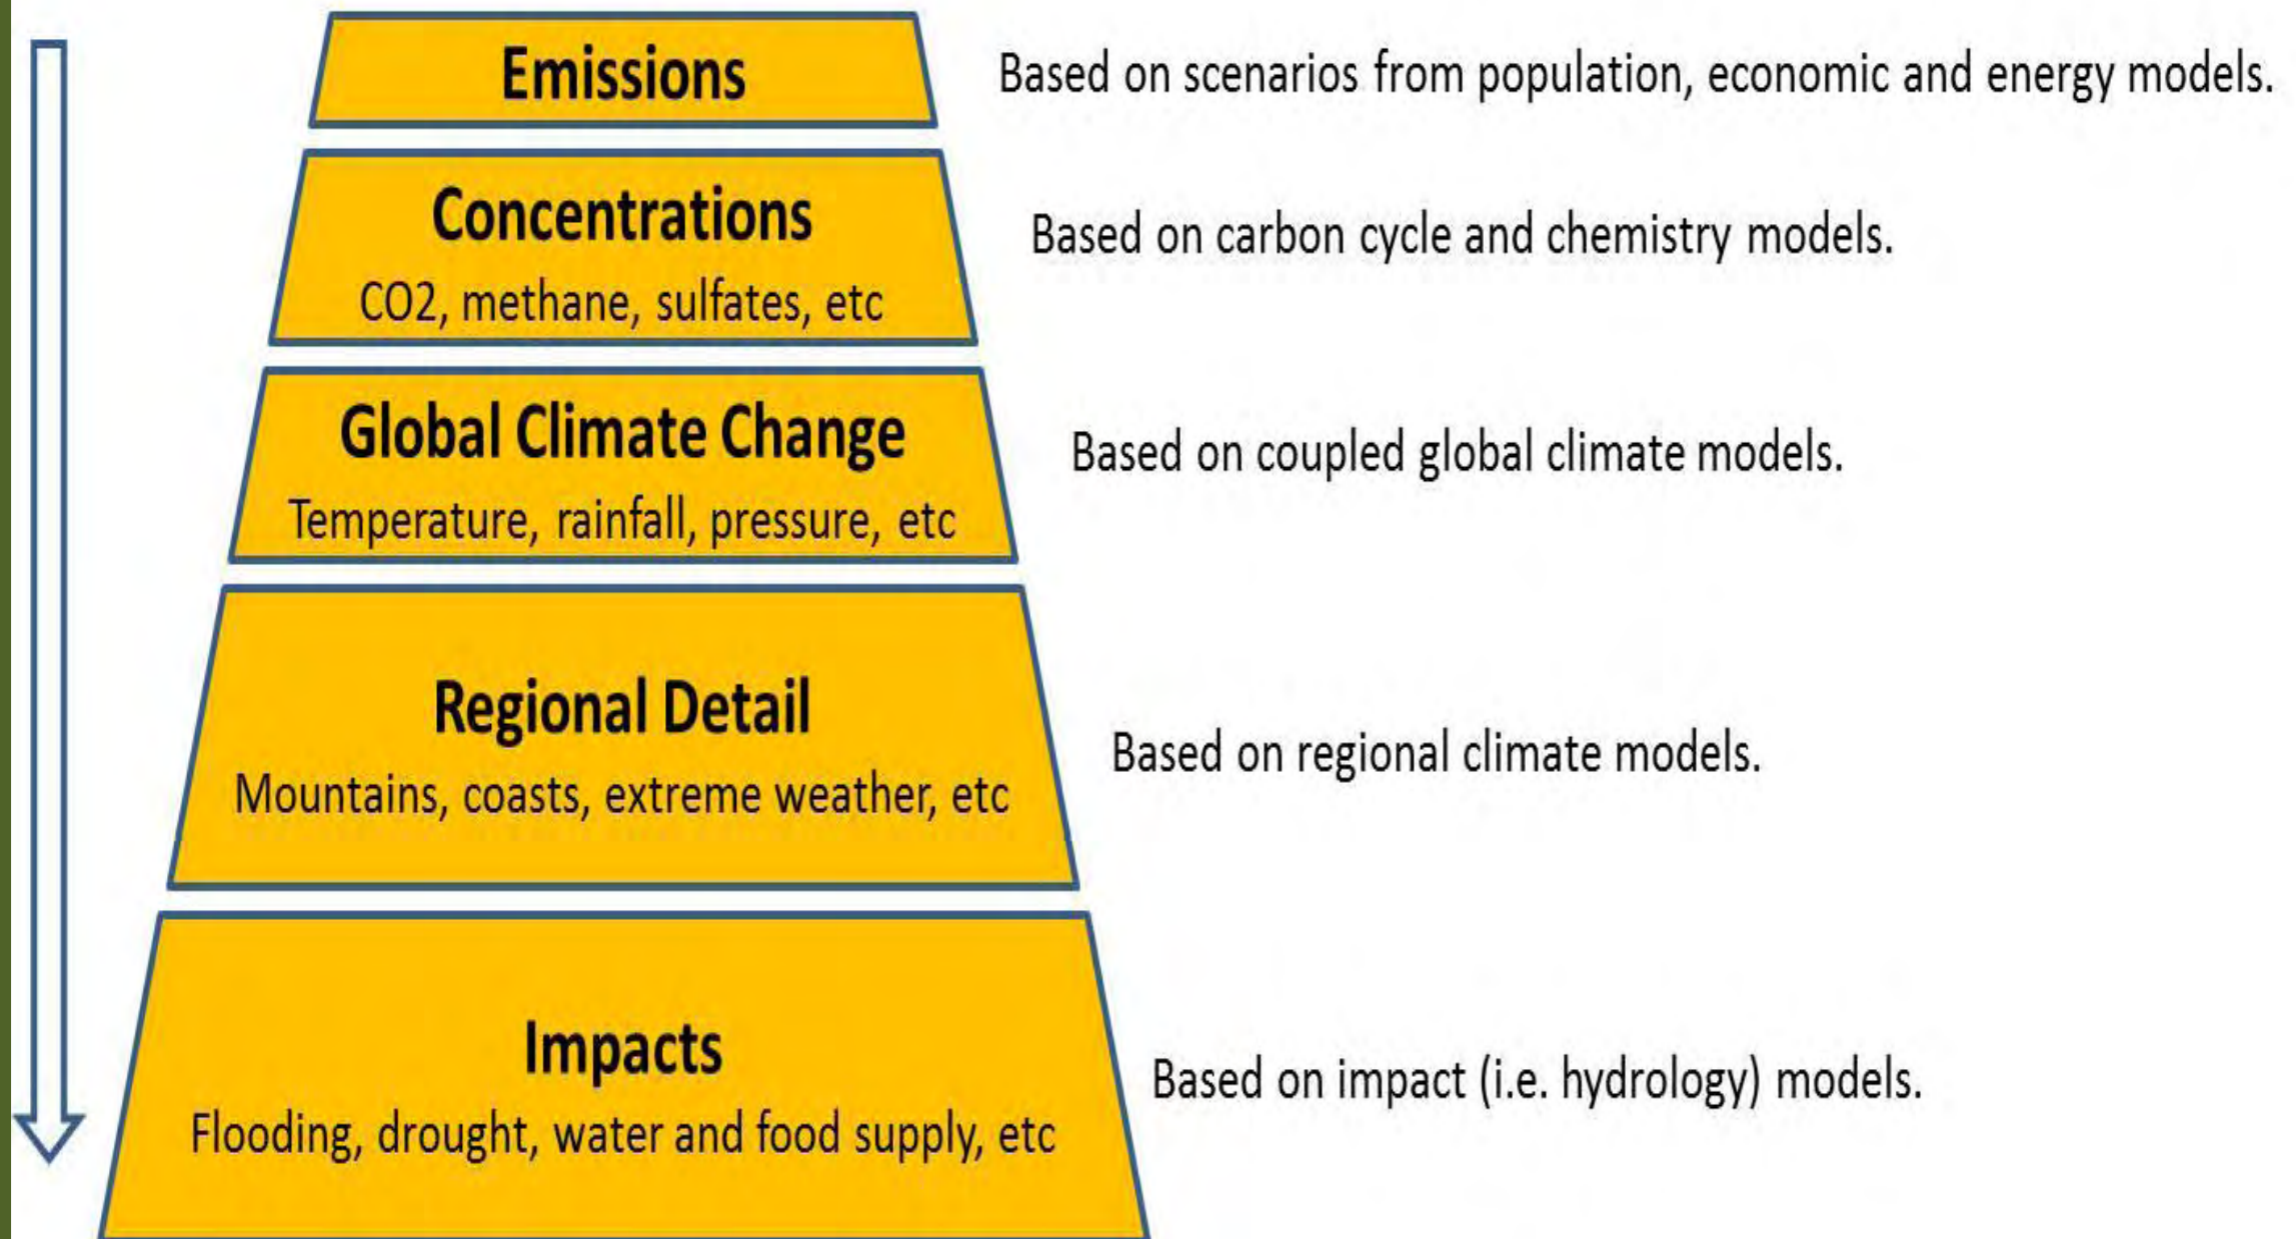 Emissions
Based on scenarios from population, economic and energy models.
Concentrations
CO2, methane, sulfates, etc
Based on carbon cycle and chemistry models.
Global Climate Change
Temperature, rainfall, pressure, etc
Based on coupled global climate models.
Regional Detail
Mountains, coasts, extreme weather, etc
Based on regional climate models.
Impacts
Flooding, drought, water and food supply, etc
Based on impact (i.e. hydrology) models.